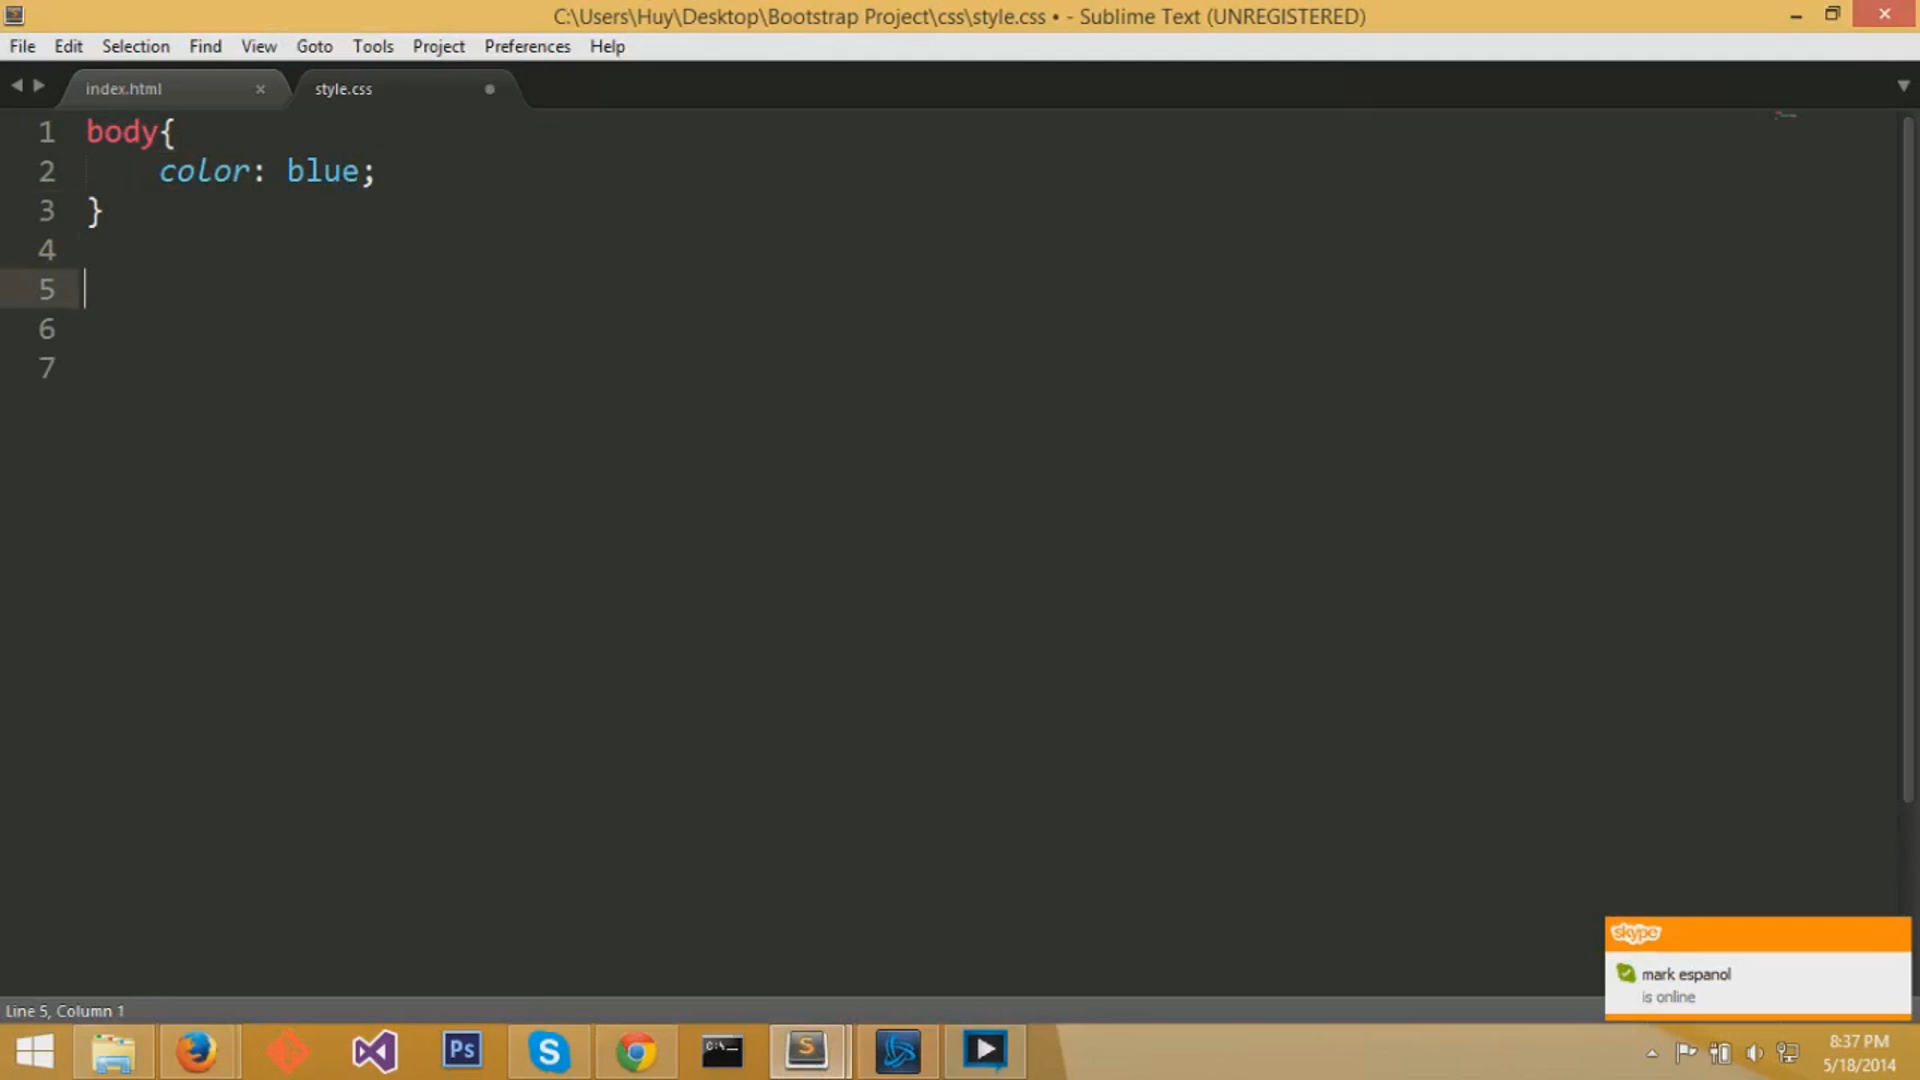 C:\Users\Huy\Desktop\Bootstrap Project\css\style.css • - Sublime Text (UNREGISTERED)
File Edit Selection Find View Goto Tools Project Preferences Help
index.html × style.css
1 body{
2 color: blue;
3 }
4
5
6
7
skype
mark espanol
is online
Line 5, Column 1
Ps
S
C:\_
S
8:37 PM
5/18/2014